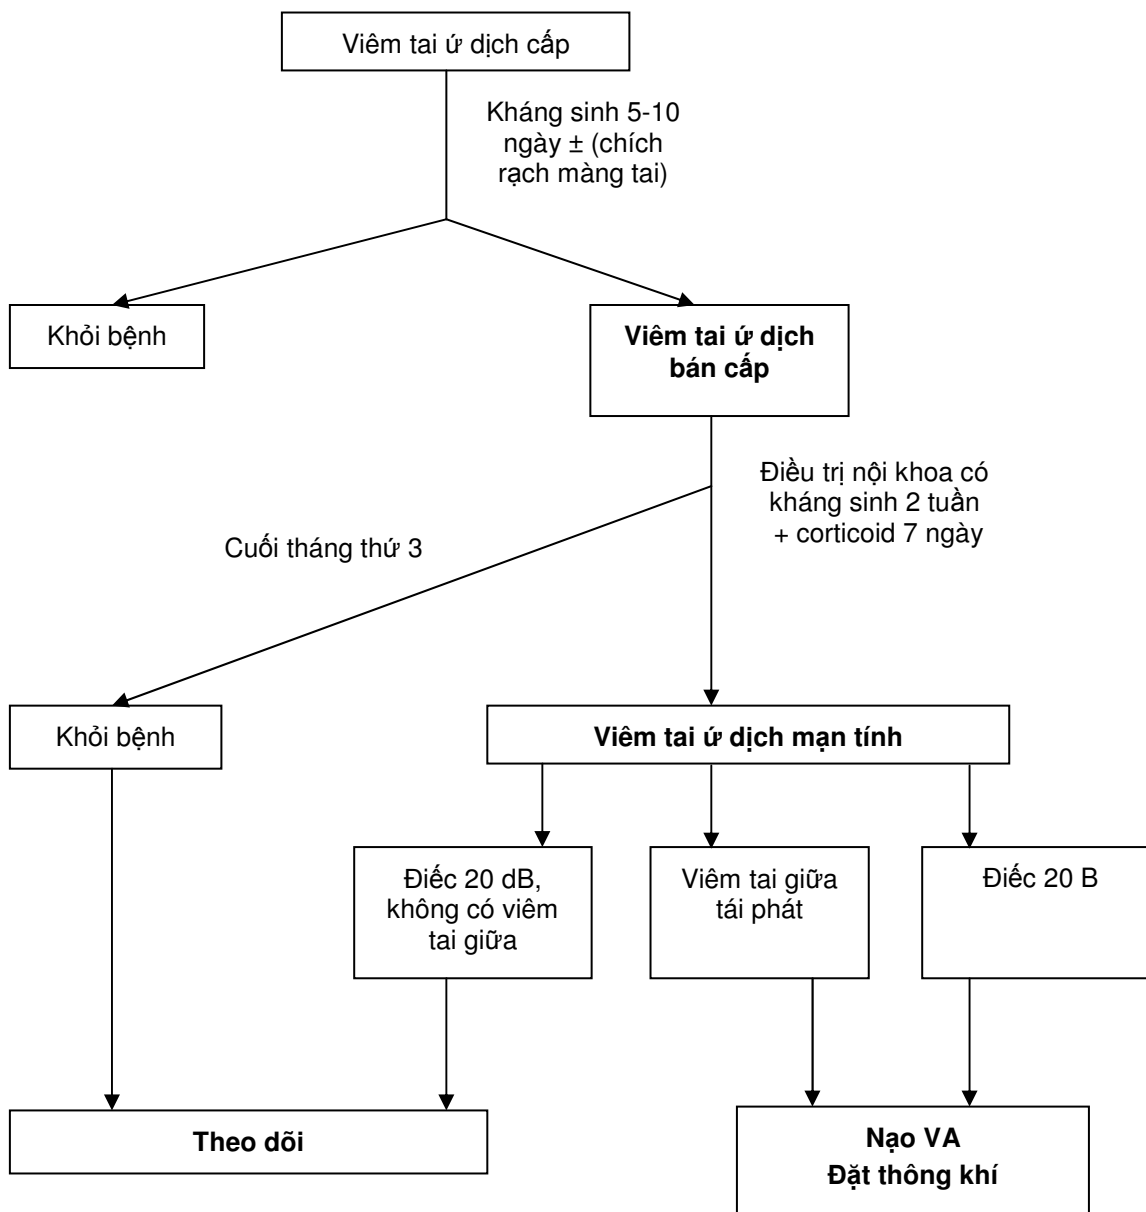 Viêm tai ứ dịch cấp
Kháng sinh 5-10
ngày ± (chích
rạch màng tai)
Khỏi bệnh
Viêm tai ứ dịch
bán cấp
Điều trị nội khoa có
kháng sinh 2 tuần
+ corticoid 7 ngày
Cuối tháng thứ 3
Khỏi bệnh
Viêm tai ứ dịch mạn tính
Điếc 20 dB,
không có viêm
tai giữa
Viêm tai giữa
tái phát
Điếc 20 B
Theo dõi
Nạo VA
Đặt thông khí